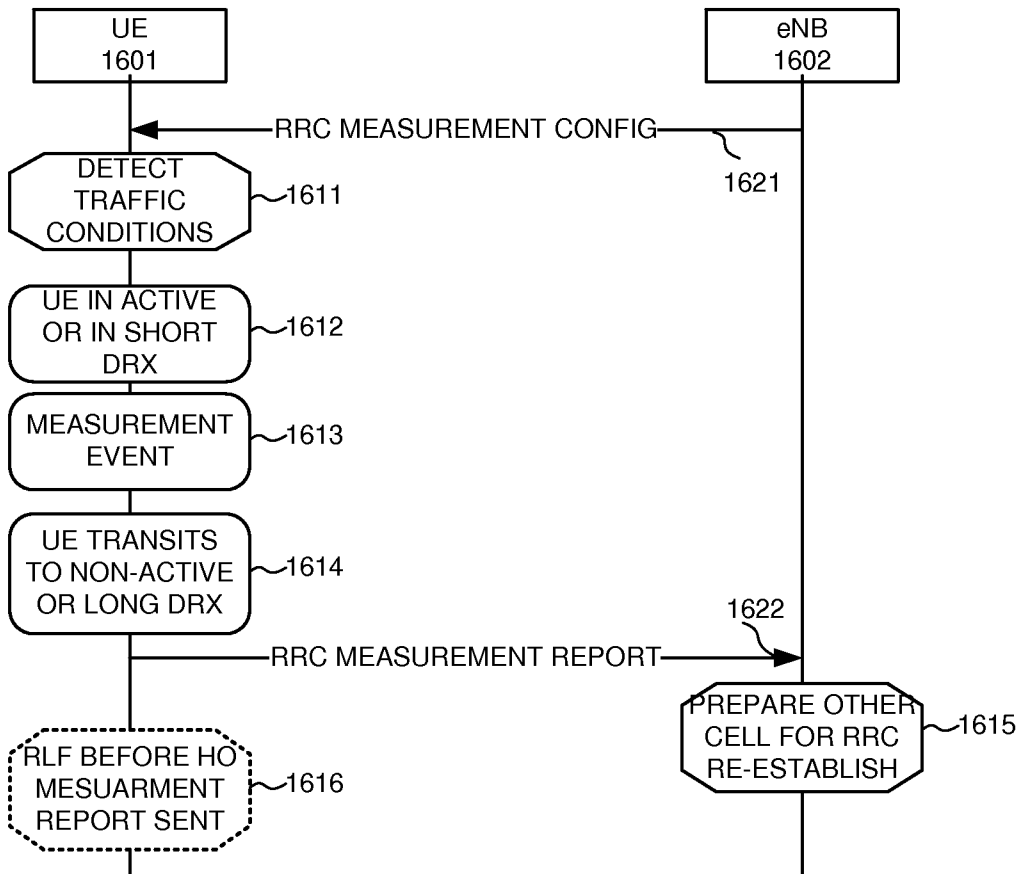 UE
1601
eNB
1602
RRC MEASUREMENT CONFIG
1621
DETECT
TRAFFIC
CONDITIONS
1611
UE IN ACTIVE
OR IN SHORT
DRX
1612
MEASUREMENT
EVENT
1613
UE TRANSITS
TO NON-ACTIVE
OR LONG DRX
1614
1622
RRC MEASUREMENT REPORT
PREPARE OTHER
CELL FOR RRC
RE-ESTABLISH
1615
RLF BEFORE HO
MESUARMENT
REPORT SENT
1616